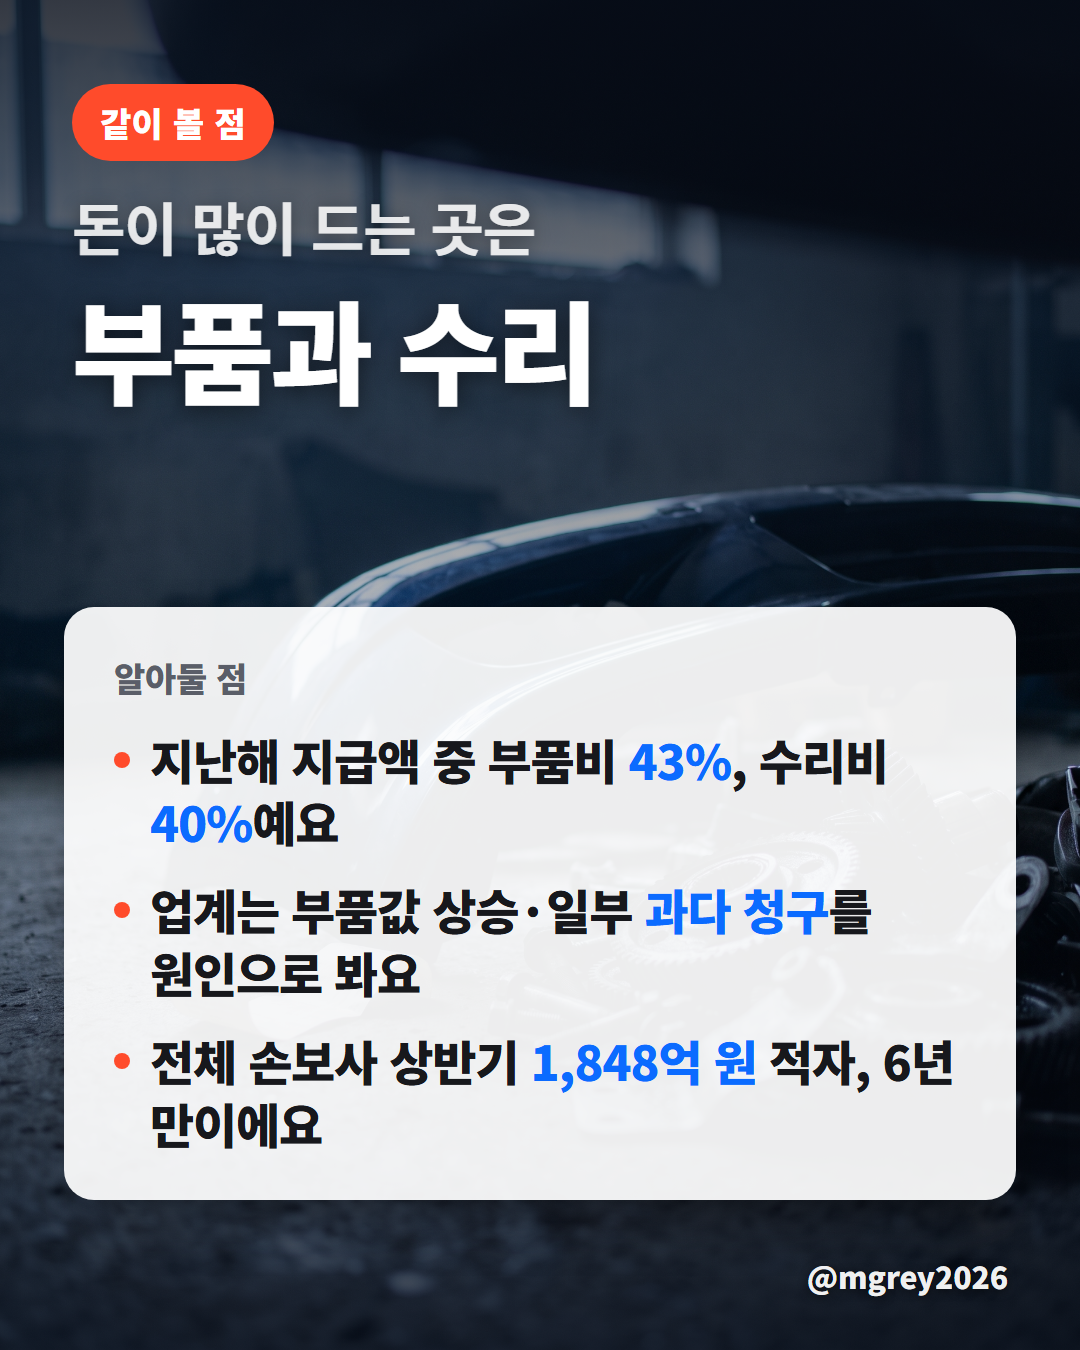 같이 볼 점
돈이 많이 드는 곳은
부품과 수리
알아둘 점
• 지난해 지급액 중 부품비 43%, 수리비
40%예요
• 업계는 부품값 상승·일부 과다 청구를
원인으로 봐요
• 전체 손보사 상반기 1,848억 원 적자, 6년
만이에요
@mgrey2026